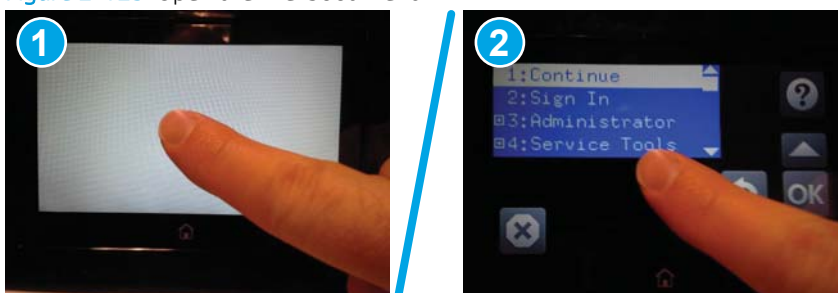 1
2
1:Continue
2:Sign In
3:Administrator
4:Service Tools
?
OK